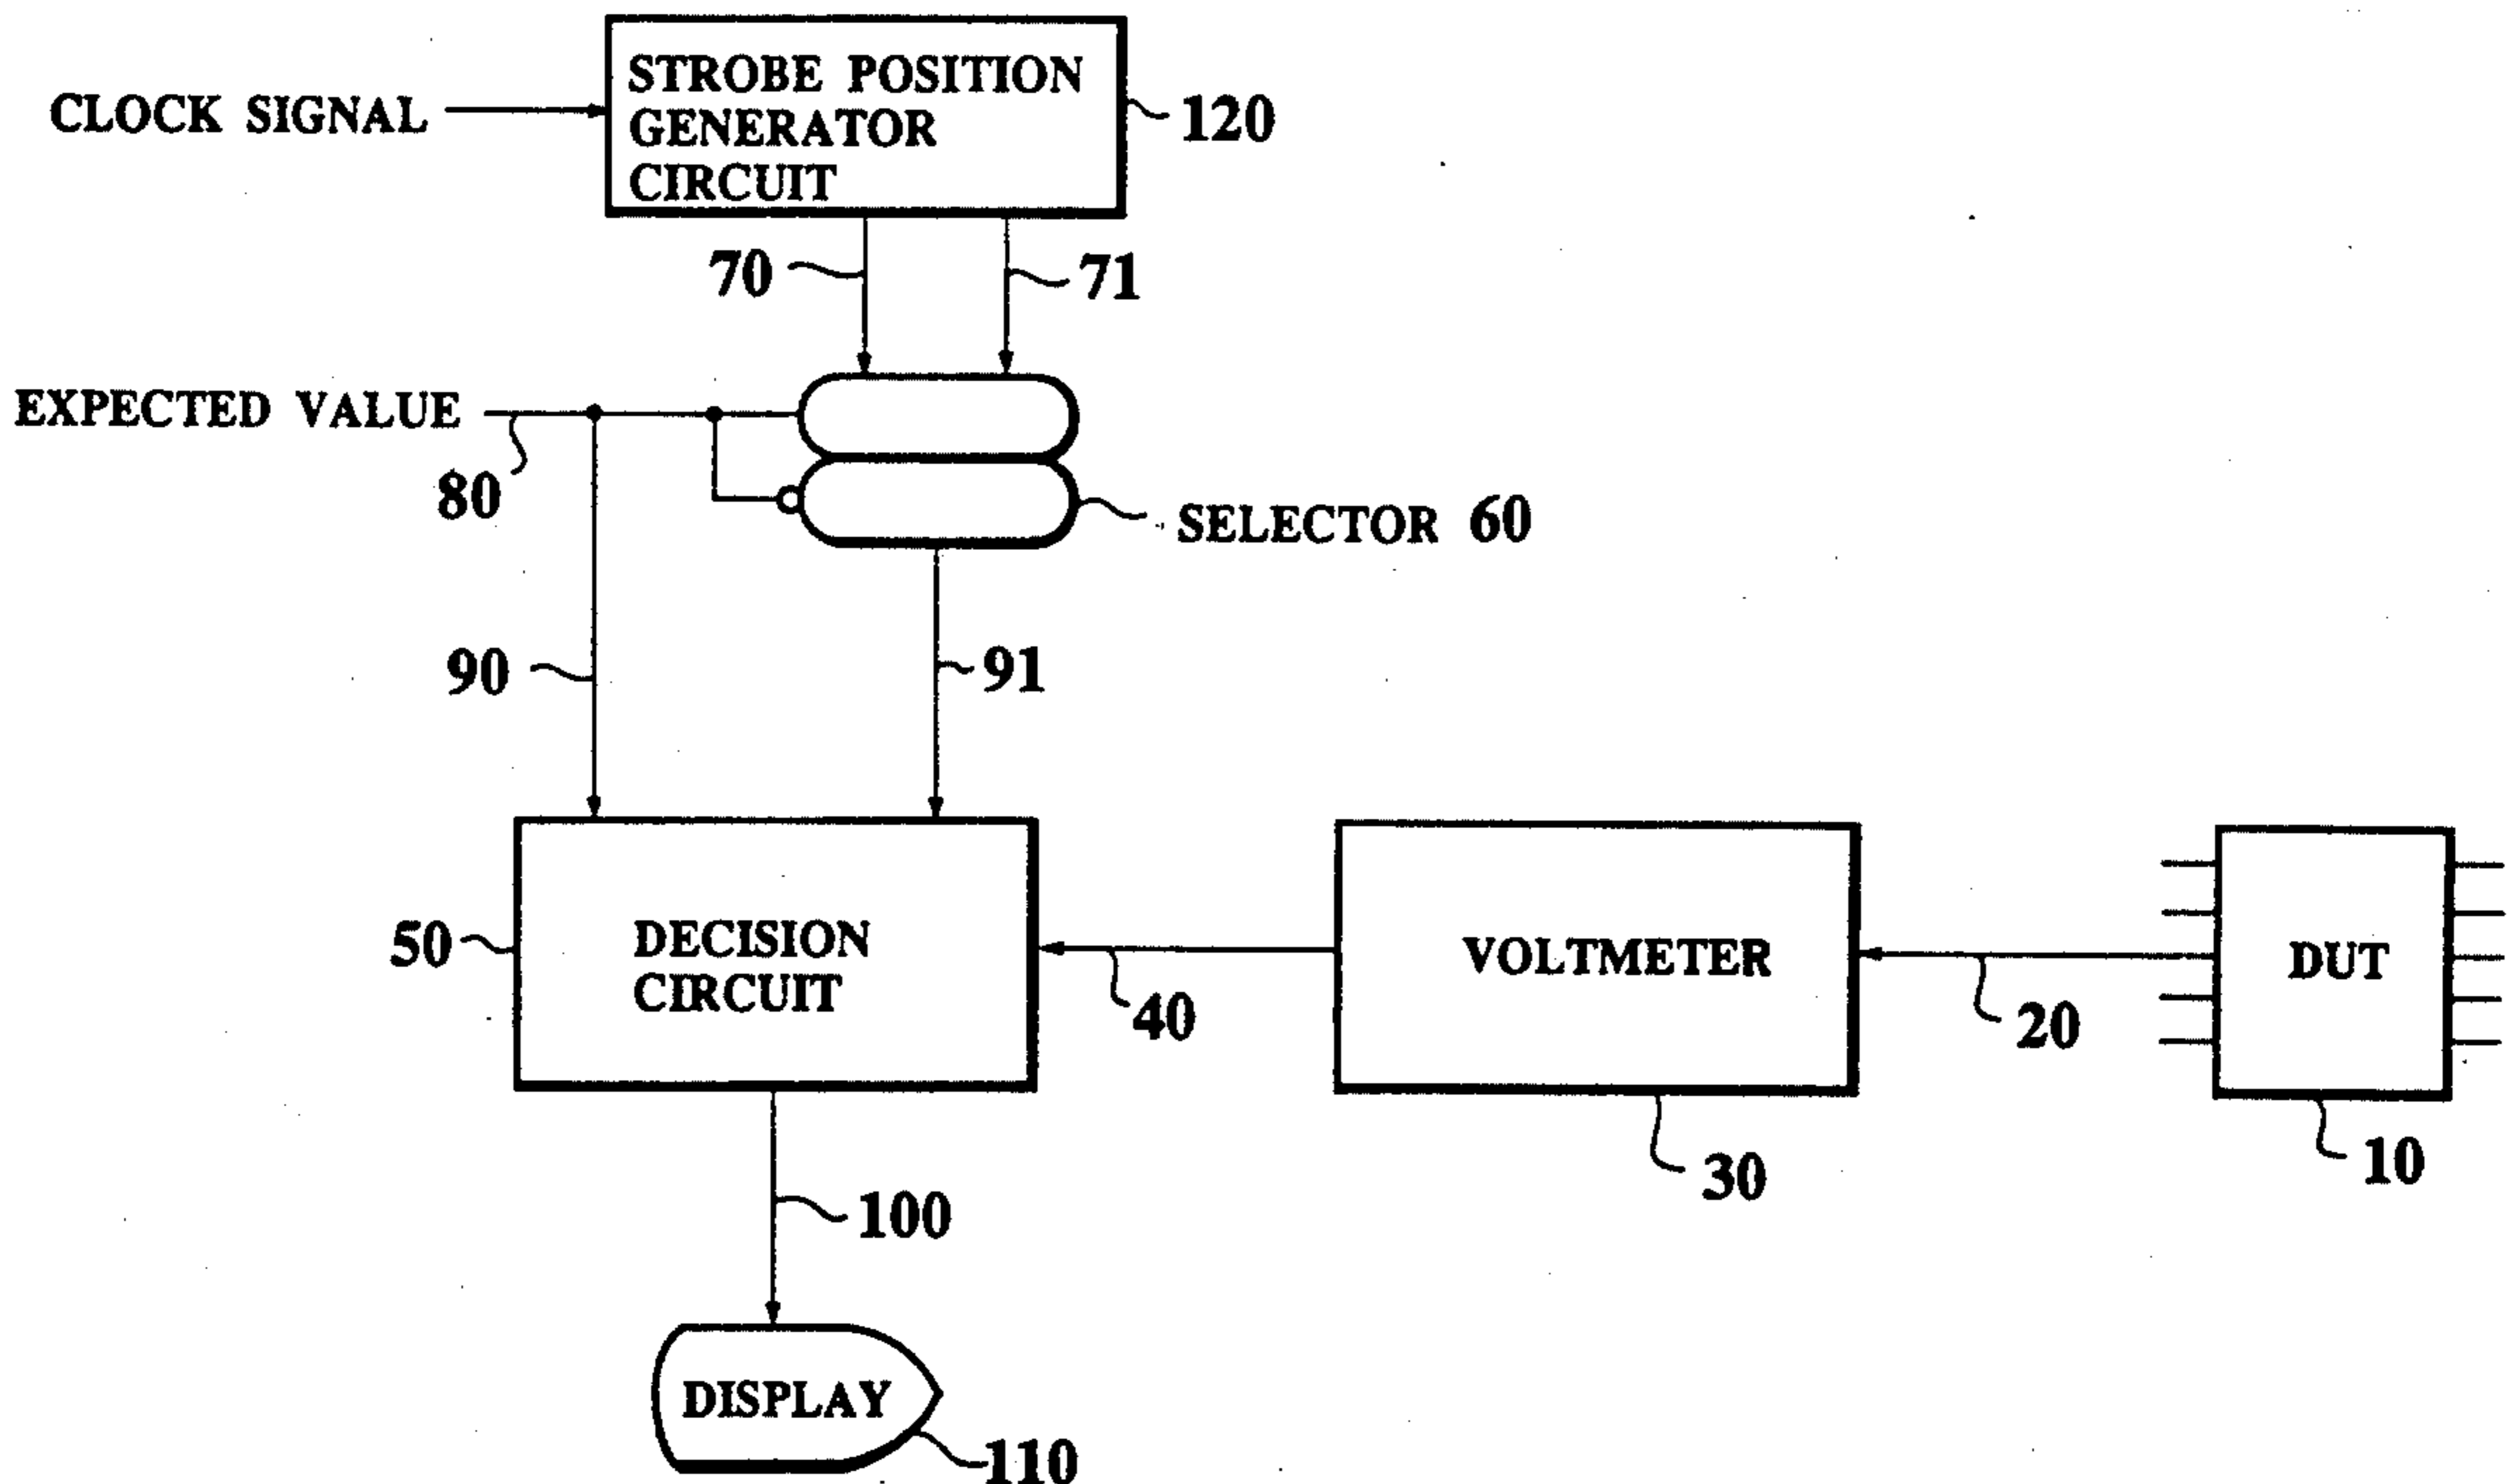 STROBE POSITION
GENERATOR
CIRCUIT
CLOCK SIGNAL
120
70
71
EXPECTED VALUE
80
SELECTOR 60
90
91
50
DECISION
CIRCUIT
40
VOLTMETER
30
20
DUT
10
100
DISPLAY
110